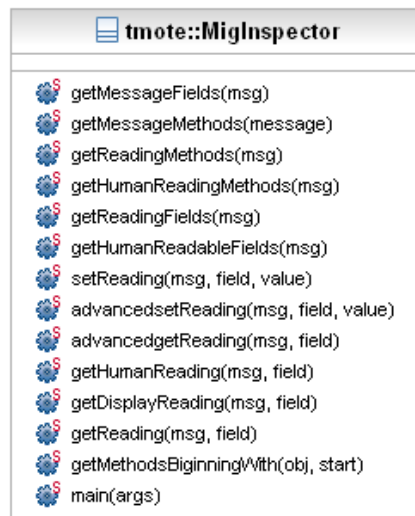 tmote::MigInspector
S getMessageFields(msg)
S getMessageMethods(message)
S getReadingMethods(msg)
S getHumanReadingMethods(msg)
S getReadingFields(msg)
S getHumanReadableFields(msg)
S setReading(msg, field, value)
S advancedsetReading(msg, field, value)
S advancedgetReading(msg, field)
S getHumanReading(msg, field)
S getDisplayReading(msg, field)
S getReading(msg, field)
S getMethodsBiginningWith(obj, start)
S main(args)